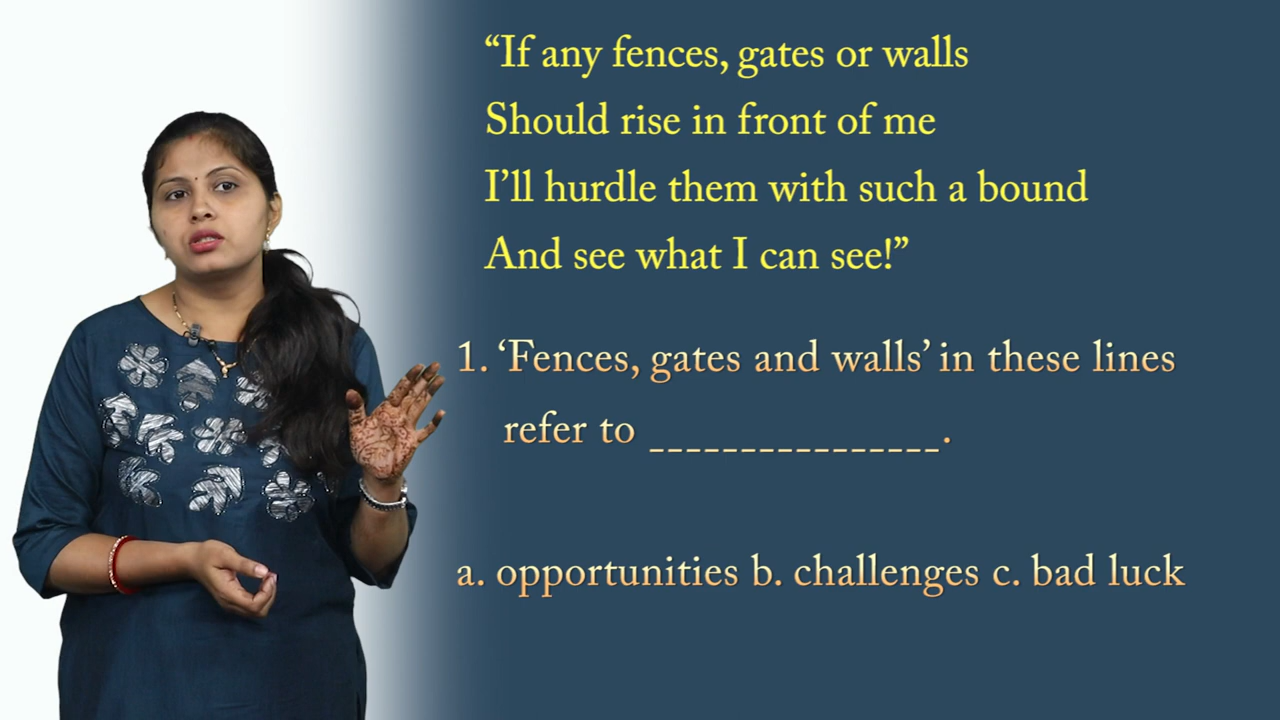 “If any fences, gates or walls
Should rise in front of me
I’ll hurdle them with such a bound
And see what I can see!”
1. ‘Fences, gates and walls’ in these lines
refer to ________________.
a. opportunities b. challenges c. bad luck